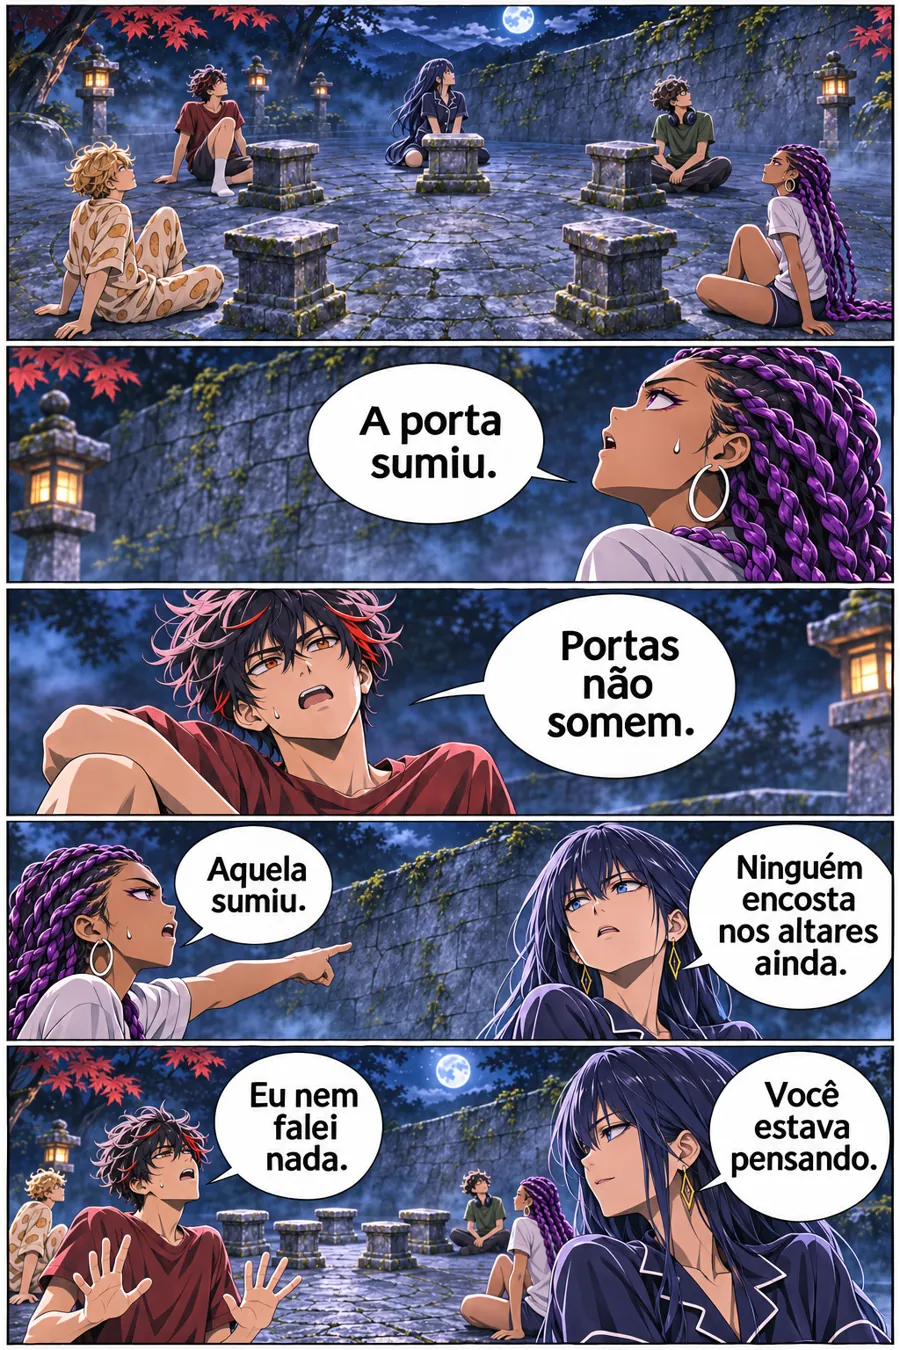 A porta
sumiu.
Portas
não
somem.
Aquela
sumiu.
Ninguém
encosta
nos altares
ainda.
Eu nem
falei
nada.
Você
estava
pensando.